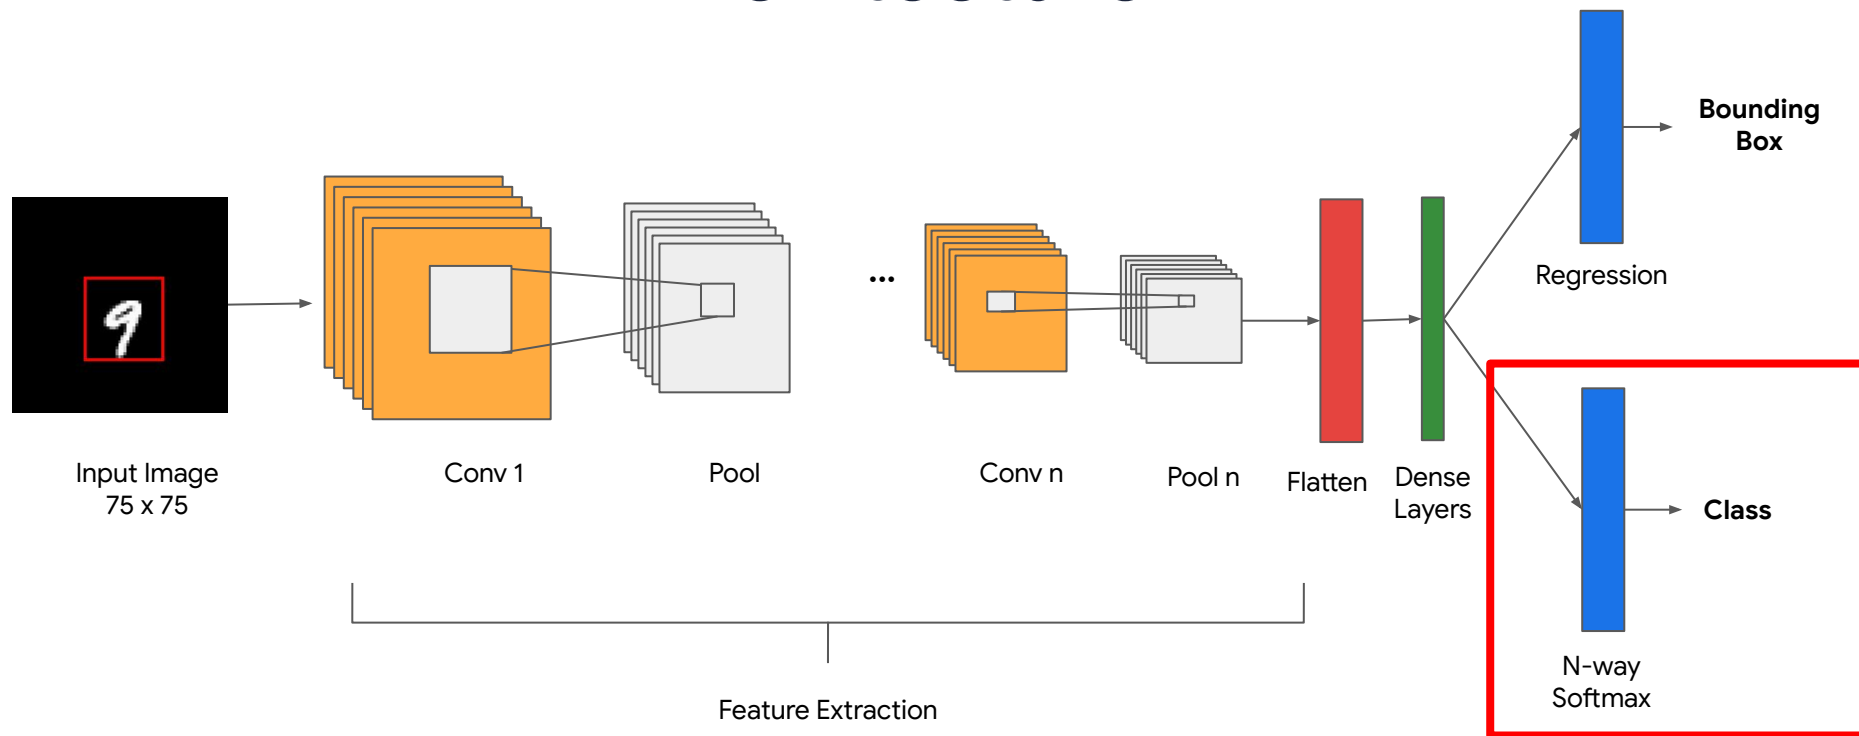 Bounding
Box
Regression
Input Image
75 x 75
Conv 1
Pool
...
Conv n
Pool n
Flatten
Dense
Layers
Class
N-way
Softmax
Feature Extraction
9